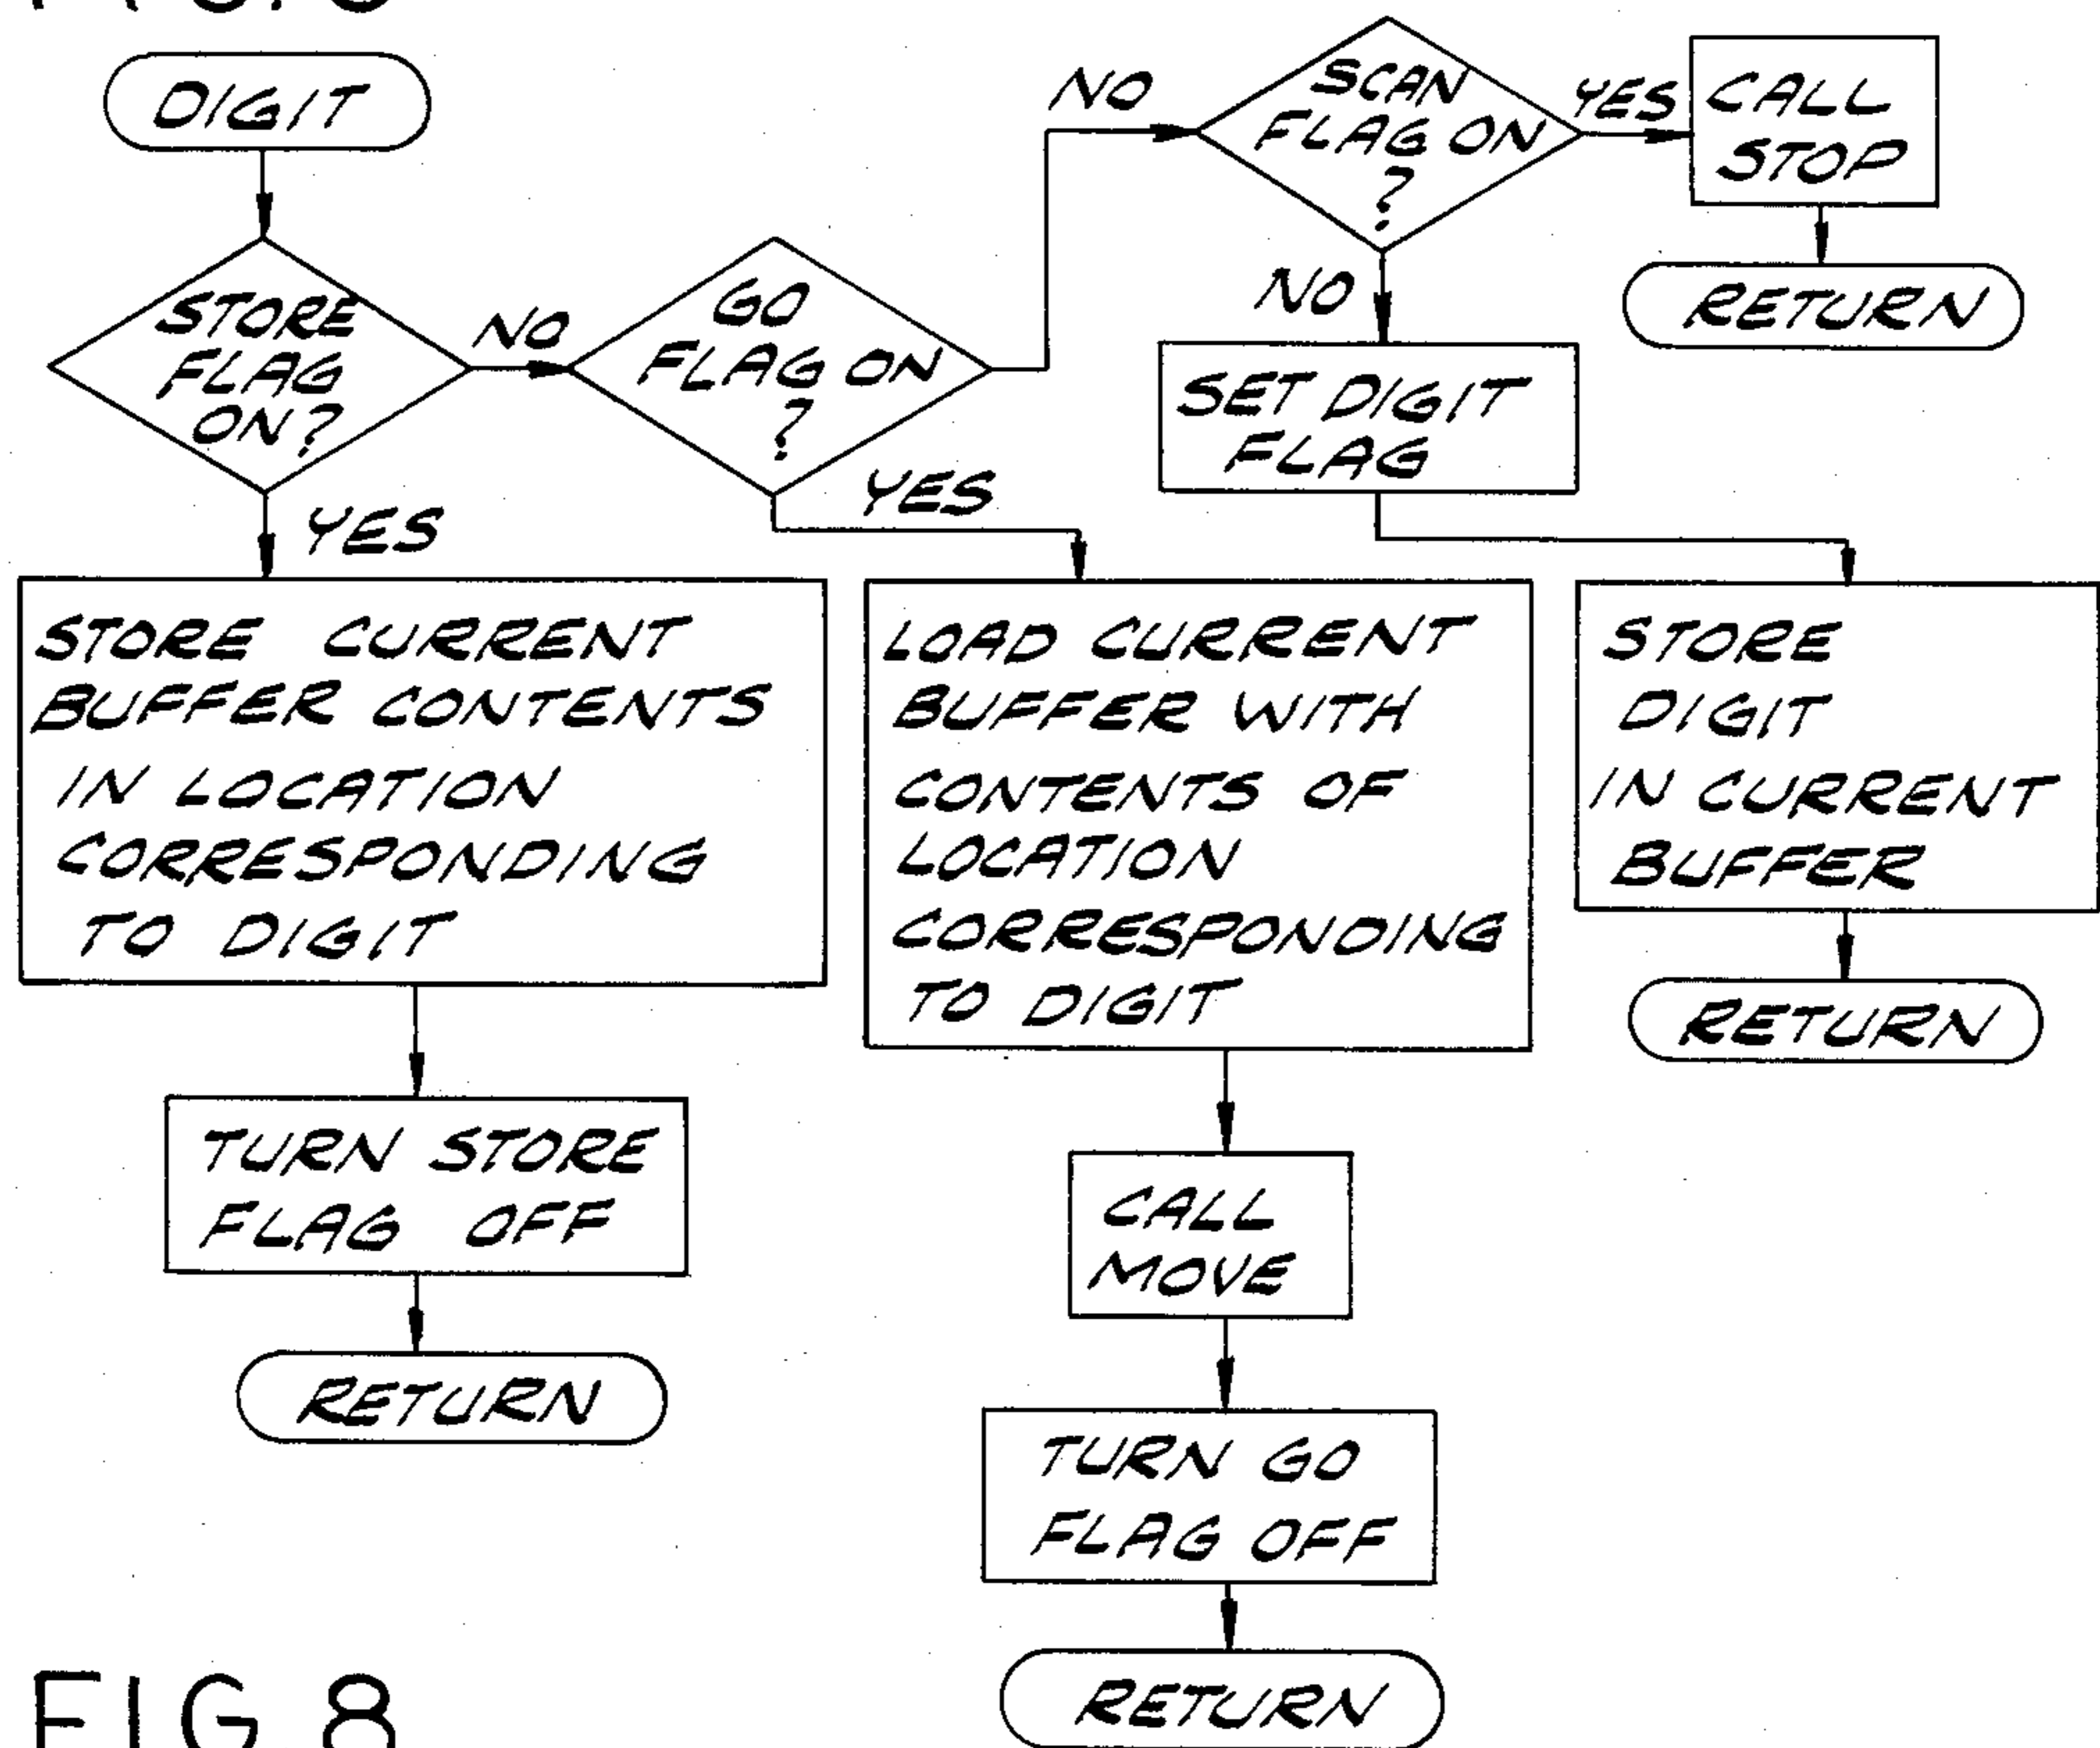 DIGIT
STORE
FLAG
ON?
NO
GO
FLAG ON
?
NO
SCAN
FLAG ON
?
YES
CALL
STOP
RETURN
NO
SET DIGIT
FLAG
STORE
DIGIT
IN CURRENT
BUFFER
RETURN
YES
LOAD CURRENT
BUFFER WITH
CONTENTS OF
LOCATION
CORRESPONDING
TO DIGIT
CALL
MOVE
TURN GO
FLAG OFF
RETURN
YES
STORE CURRENT
BUFFER CONTENTS
IN LOCATION
CORRESPONDING
TO DIGIT
TURN STORE
FLAG OFF
RETURN
FIG 8